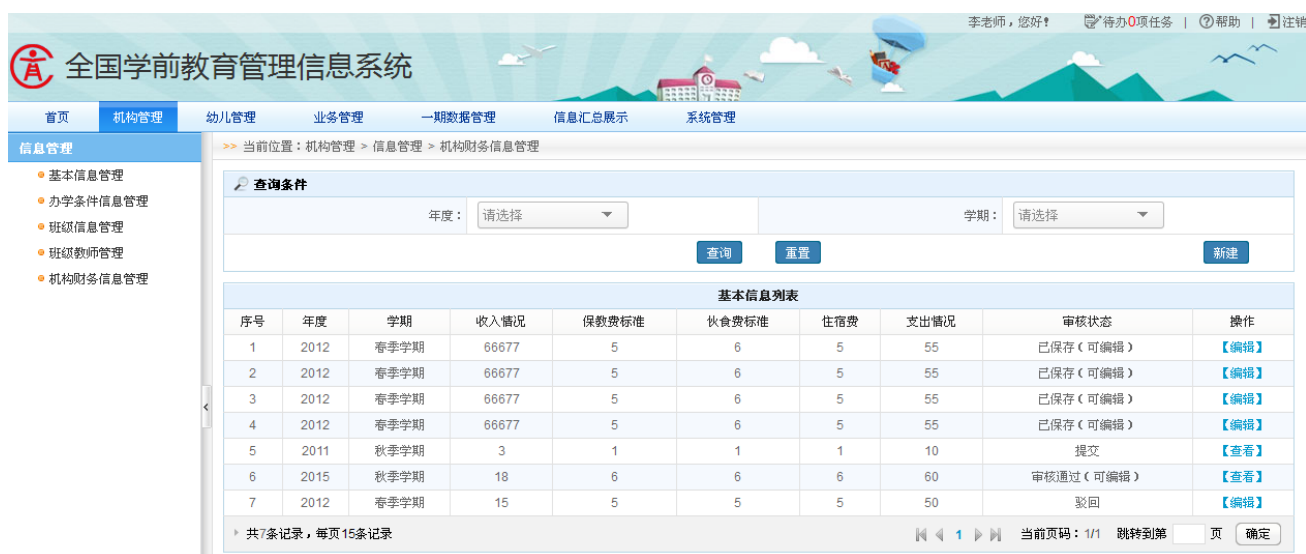 李老师，您好! 待办0项任务 | 帮助 | 注销
全国学前教育管理信息系统
首页 机构管理 幼儿管理 业务管理 一期数据管理 信息汇总展示 系统管理
信息管理
>> 当前位置：机构管理 > 信息管理 > 机构财务信息管理
基本信息管理
办学条件信息管理
班级信息管理
班级教师管理
机构财务信息管理
查询条件
年度： 请选择 学期： 请选择
查询 重置 新建
基本信息列表
序号 年度 学期 收入情况 保教费标准 伙食费标准 住宿费 支出情况 审核状态 操作
1 2012 春季学期 66677 5 6 5 55 已保存(可编辑) 【编辑】
2 2012 春季学期 66677 5 6 5 55 已保存(可编辑) 【编辑】
3 2012 春季学期 66677 5 6 5 55 已保存(可编辑) 【编辑】
4 2012 春季学期 66677 5 6 5 55 已保存(可编辑) 【编辑】
5 2011 秋季学期 3 1 1 1 10 提交 【查看】
6 2015 秋季学期 18 6 6 6 60 审核通过(可编辑) 【查看】
7 2012 春季学期 15 5 5 5 50 驳回 【编辑】
共7条记录，每页15条记录 1 当前页码：1/1 跳转到第 页 确定